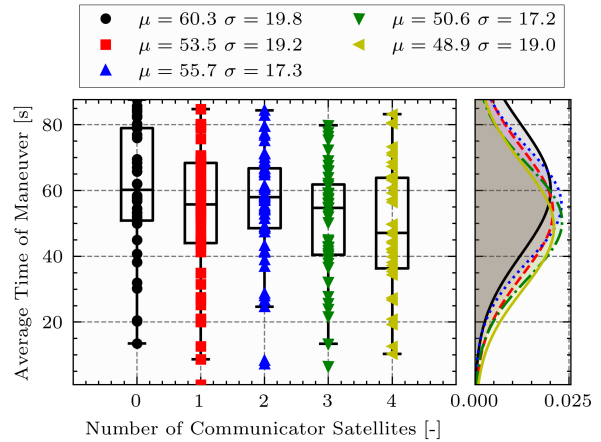 μ = 60.3 σ = 19.8
μ = 53.5 σ = 19.2
μ = 55.7 σ = 17.3
μ = 50.6 σ = 17.2
μ = 48.9 σ = 19.0
Average Time of Maneuver [s]
80
60
40
20
0 1 2 3 4
0.000 0.025
Number of Communicator Satellites [-]